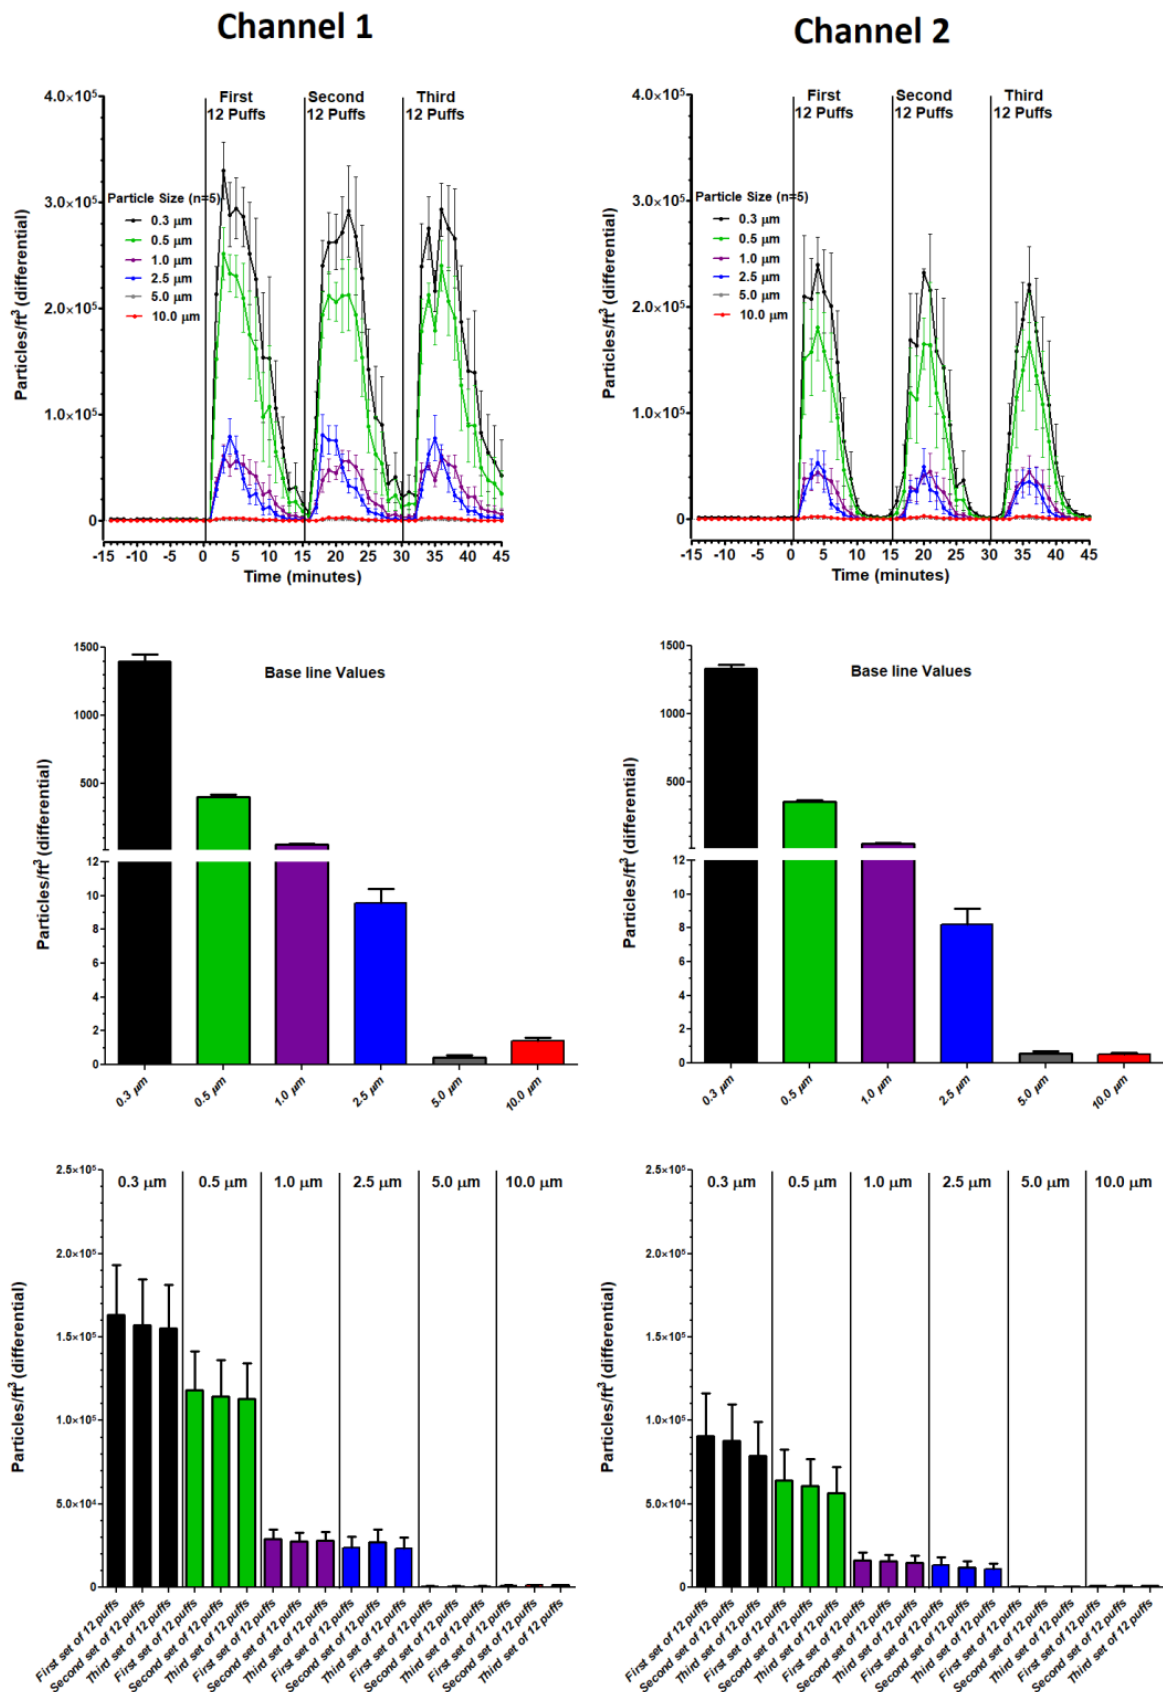 Channel 1
Channel 2
First
12 Puffs
Second
12 Puffs
Third
12 Puffs
Particles/ft³ (differential)
4.0×10⁵
3.0×10⁵
2.0×10⁵
1.0×10⁵
0
Particle Size (n=5)
0.3 µm
0.5 µm
1.0 µm
2.5 µm
5.0 µm
10.0 µm
-15 -10 -5 0 5 10 15 20 25 30 35 40 45
Time (minutes)
First
12 Puffs
Second
12 Puffs
Third
12 Puffs
Particles/ft³ (differential)
4.0×10⁵
3.0×10⁵
2.0×10⁵
1.0×10⁵
0
Particle Size (n=5)
0.3 µm
0.5 µm
1.0 µm
2.5 µm
5.0 µm
10.0 µm
-15 -10 -5 0 5 10 15 20 25 30 35 40 45
Time (minutes)
Base line Values
Particles/ft³ (differential)
1500
1000
500
12
10
8
6
4
2
0
0.3 µm
0.5 µm
1.0 µm
2.5 µm
5.0 µm
10.0 µm
Base line Values
Particles/ft³ (differential)
1500
1000
500
12
10
8
6
4
2
0
0.3 µm
0.5 µm
1.0 µm
2.5 µm
5.0 µm
10.0 µm
Particles/ft³ (differential)
2.5×10⁵
2.0×10⁵
1.5×10⁵
1.0×10⁵
5.0×10⁴
0
0.3 µm
0.5 µm
1.0 µm
2.5 µm
5.0 µm
10.0 µm
First set of 12 puffs
Second set of 12 puffs
Third set of 12 puffs
First set of 12 puffs
Second set of 12 puffs
Third set of 12 puffs
First set of 12 puffs
Second set of 12 puffs
Third set of 12 puffs
First set of 12 puffs
Second set of 12 puffs
Third set of 12 puffs
First set of 12 puffs
Second set of 12 puffs
Third set of 12 puffs
First set of 12 puffs
Second set of 12 puffs
Third set of 12 puffs
Particles/ft³ (differential)
2.5×10⁵
2.0×10⁵
1.5×10⁵
1.0×10⁵
5.0×10⁴
0
0.3 µm
0.5 µm
1.0 µm
2.5 µm
5.0 µm
10.0 µm
First set of 12 puffs
Second set of 12 puffs
Third set of 12 puffs
First set of 12 puffs
Second set of 12 puffs
Third set of 12 puffs
First set of 12 puffs
Second set of 12 puffs
Third set of 12 puffs
First set of 12 puffs
Second set of 12 puffs
Third set of 12 puffs
First set of 12 puffs
Second set of 12 puffs
Third set of 12 puffs
First set of 12 puffs
Second set of 12 puffs
Third set of 12 puffs